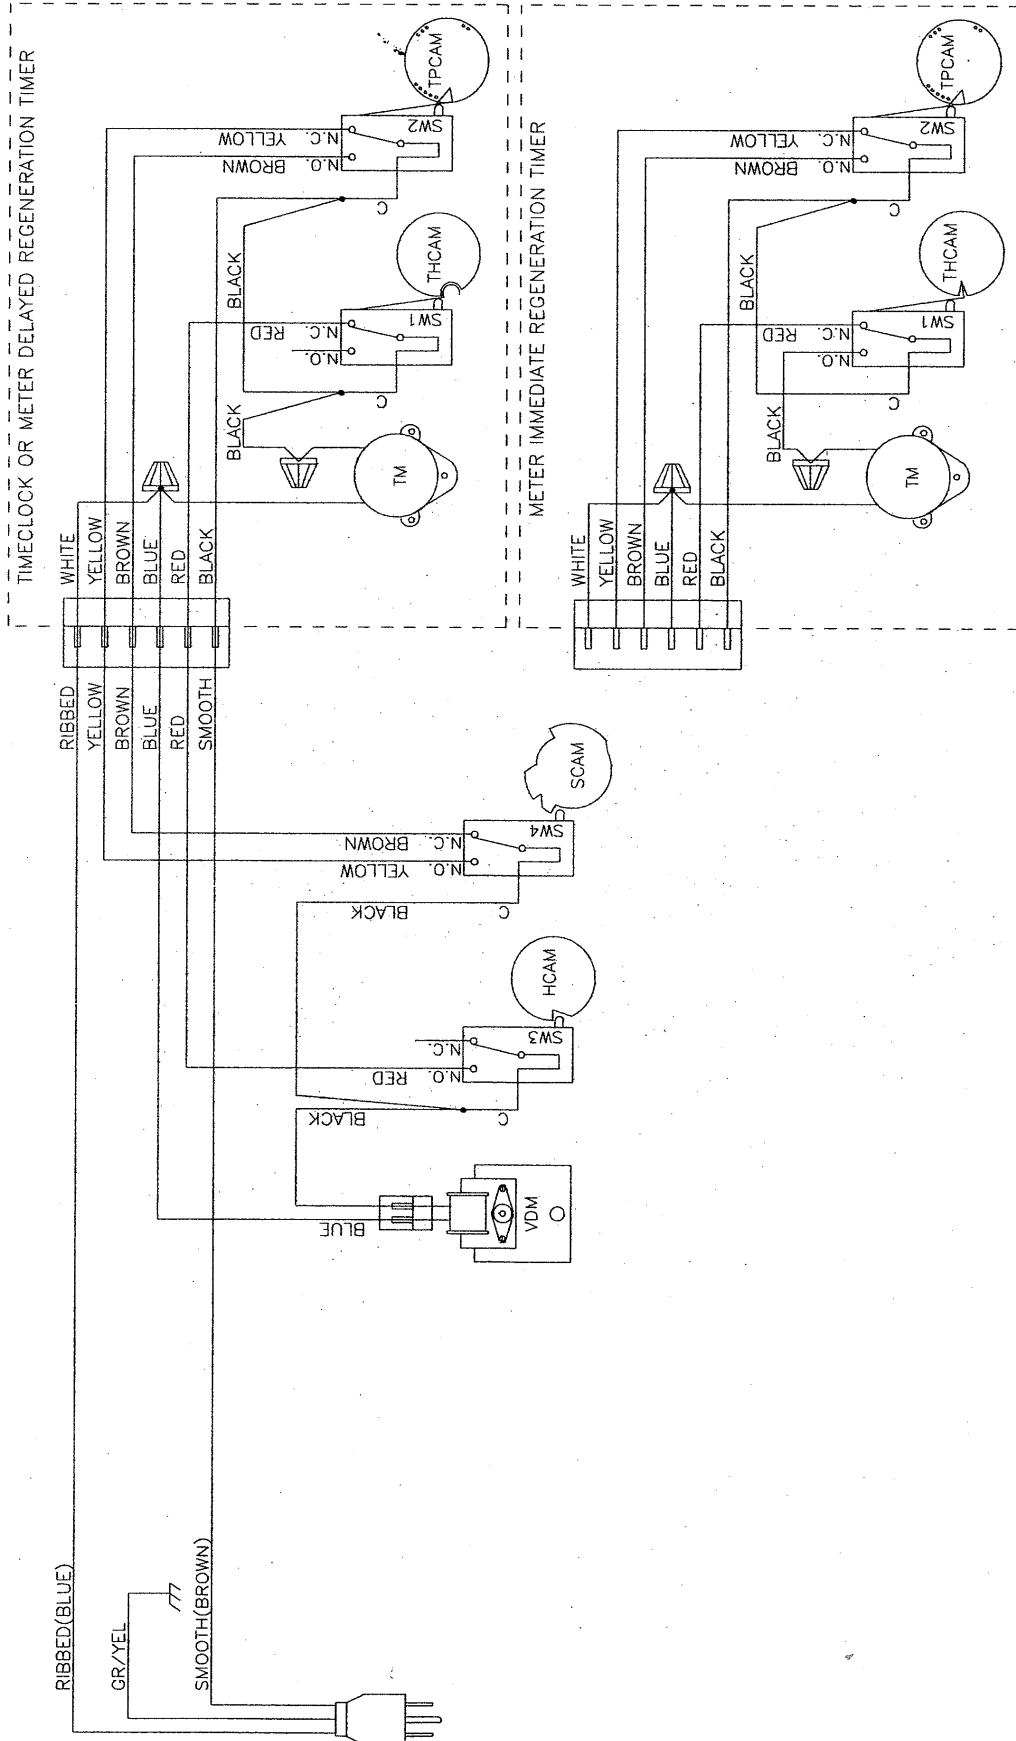 TIMECLOCK OR METER DELAYED REGENERATION TIMER
WHITE
YELLOW
BROWN
BLUE
RED
BLACK
BLACK
BLACK
TM
C
N.O.
N.C.
RED
SW1
THCAM
C
BROWN
YELLOW
N.O.
N.C.
SW2
TPCAM
METER IMMEDIATE REGENERATION TIMER
WHITE
YELLOW
BROWN
BLUE
RED
BLACK
BLACK
BLACK
TM
C
N.O.
N.C.
RED
SW1
THCAM
C
BROWN
YELLOW
N.O.
N.C.
SW2
TPCAM
RIBBED
YELLOW
BROWN
BLUE
RED
SMOOTH
BROWN
YELLOW
N.C.
N.O.
SW4
SCAM
BLACK
C
N.C.
N.O.
RED
SW3
HCAM
BLACK
C
BLUE
VDM
RIBBED(BLUE)
GR/YEL
SMOOTH(BROWN)